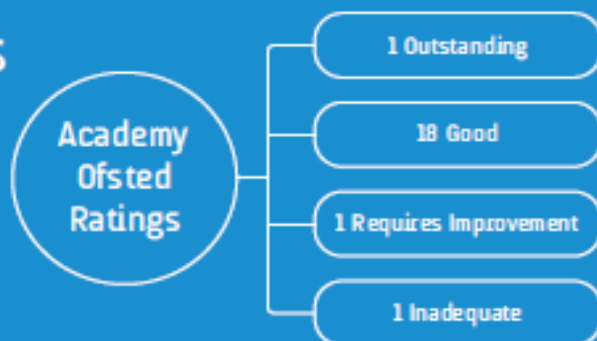 Academy
Ofsted
Ratings
1 Outstanding
18 Good
1 Requires Improvement
1 Inadequate